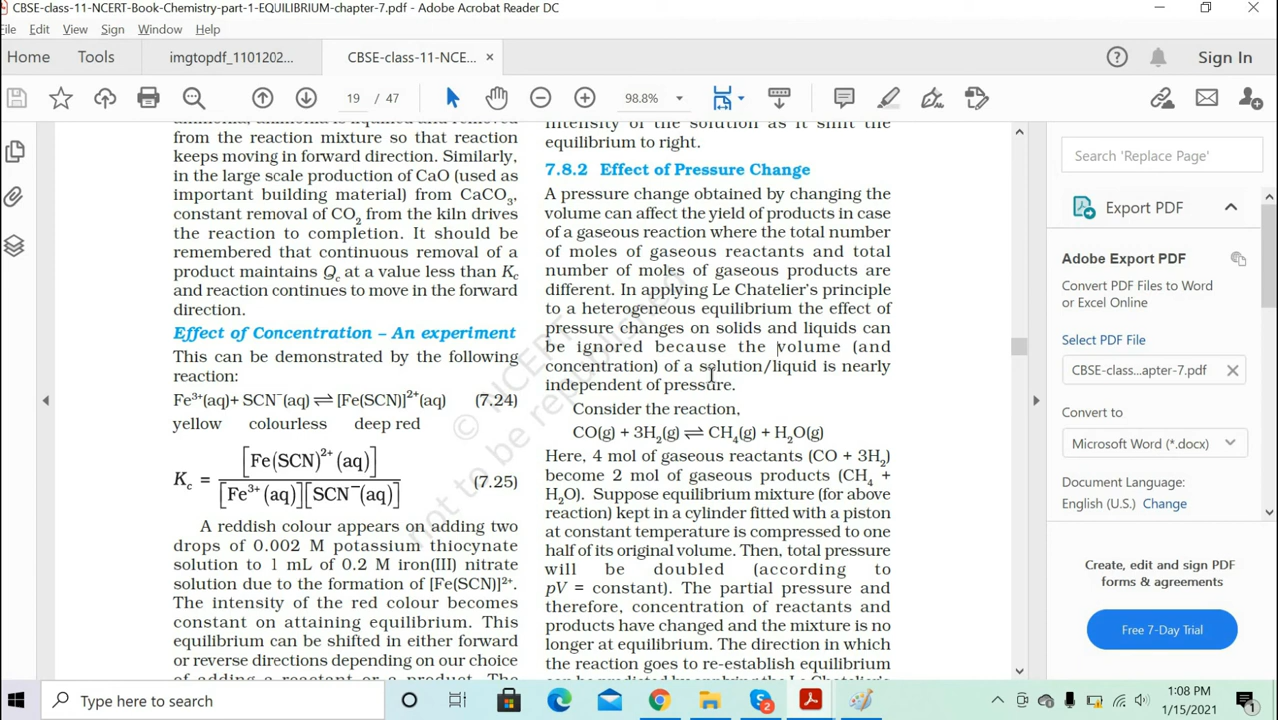 CBSE-class-11-NCERT-Book-Chemistry-part-1-EQUILIBRIUM-chapter-7.pdf - Adobe Acrobat Reader DC
File Edit View Sign Window Help
Home Tools imgtopdf_1101202... CBSE-class-11-NCE... × Sign In
19 / 47 98.8%
from the reaction mixture so that reaction
keeps moving in forward direction. Similarly,
in the large scale production of CaO (used as
important building material) from CaCO₃,
constant removal of CO₂ from the kiln drives
the reaction to completion. It should be
remembered that continuous removal of a
product maintains Qc at a value less than Kc
and reaction continues to move in the forward
direction.
Effect of Concentration – An experiment
This can be demonstrated by the following
reaction:
Fe³⁺(aq)+ SCN⁻(aq) ⇌ [Fe(SCN)]²⁺(aq) (7.24)
yellow colourless deep red
Kc = [Fe(SCN)²⁺(aq)] / [Fe³⁺(aq)][SCN⁻(aq)] (7.25)
A reddish colour appears on adding two
drops of 0.002 M potassium thiocynate
solution to 1 mL of 0.2 M iron(III) nitrate
solution due to the formation of [Fe(SCN)]²⁺.
The intensity of the red colour becomes
constant on attaining equilibrium. This
equilibrium can be shifted in either forward
or reverse directions depending on our choice
of adding a reactant or a product. The
intensity of the solution as it shift the
equilibrium to right.
7.8.2 Effect of Pressure Change
A pressure change obtained by changing the
volume can affect the yield of products in case
of a gaseous reaction where the total number
of moles of gaseous reactants and total
number of moles of gaseous products are
different. In applying Le Chatelier's principle
to a heterogeneous equilibrium the effect of
pressure changes on solids and liquids can
be ignored because the volume (and
concentration) of a solution/liquid is nearly
independent of pressure.
Consider the reaction,
CO(g) + 3H₂(g) ⇌ CH₄(g) + H₂O(g)
Here, 4 mol of gaseous reactants (CO + 3H₂)
become 2 mol of gaseous products (CH₄ +
H₂O). Suppose equilibrium mixture (for above
reaction) kept in a cylinder fitted with a piston
at constant temperature is compressed to one
half of its original volume. Then, total pressure
will be doubled (according to
pV = constant). The partial pressure and
therefore, concentration of reactants and
products have changed and the mixture is no
longer at equilibrium. The direction in which
the reaction goes to re-establish equilibrium
© NCERT
not to be republished
Search 'Replace Page'
Export PDF
Adobe Export PDF
Convert PDF Files to Word
or Excel Online
Select PDF File
CBSE-class...apter-7.pdf ×
Convert to
Microsoft Word (*.docx)
Document Language:
English (U.S.) Change
Create, edit and sign PDF
forms & agreements
Free 7-Day Trial
Type here to search
2
1:08 PM
1/15/2021
1